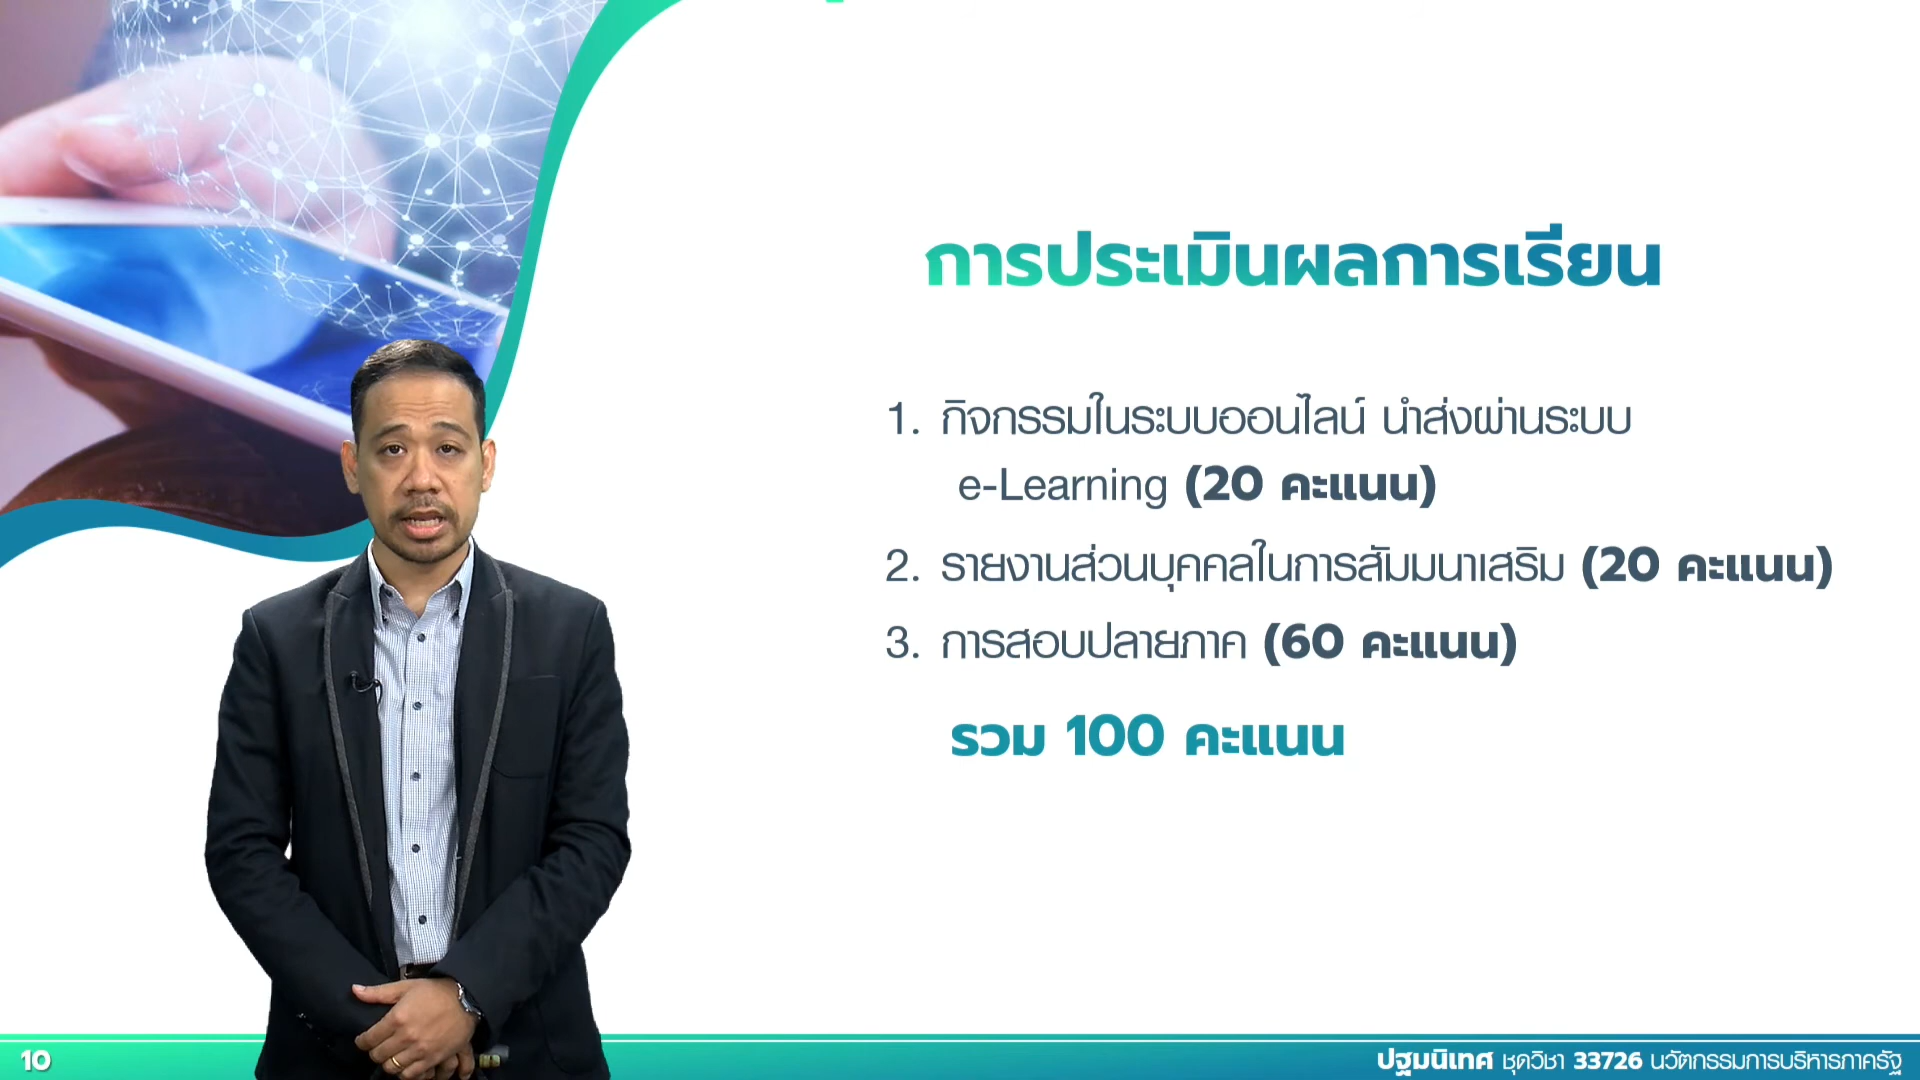 การประเมินผลการเรียน
1. กิจกรรมในระบบออนไลน์ นำส่งผ่านระบบ
e-Learning (20 คะแนน)
2. รายงานส่วนบุคคลในการสัมมนาเสริม (20 คะแนน)
3. การสอบปลายภาค (60 คะแนน)
รวม 100 คะแนน
10
ปฐมนิเทศ ชุดวิชา 33726 นวัตกรรมการบริหารภาครัฐ